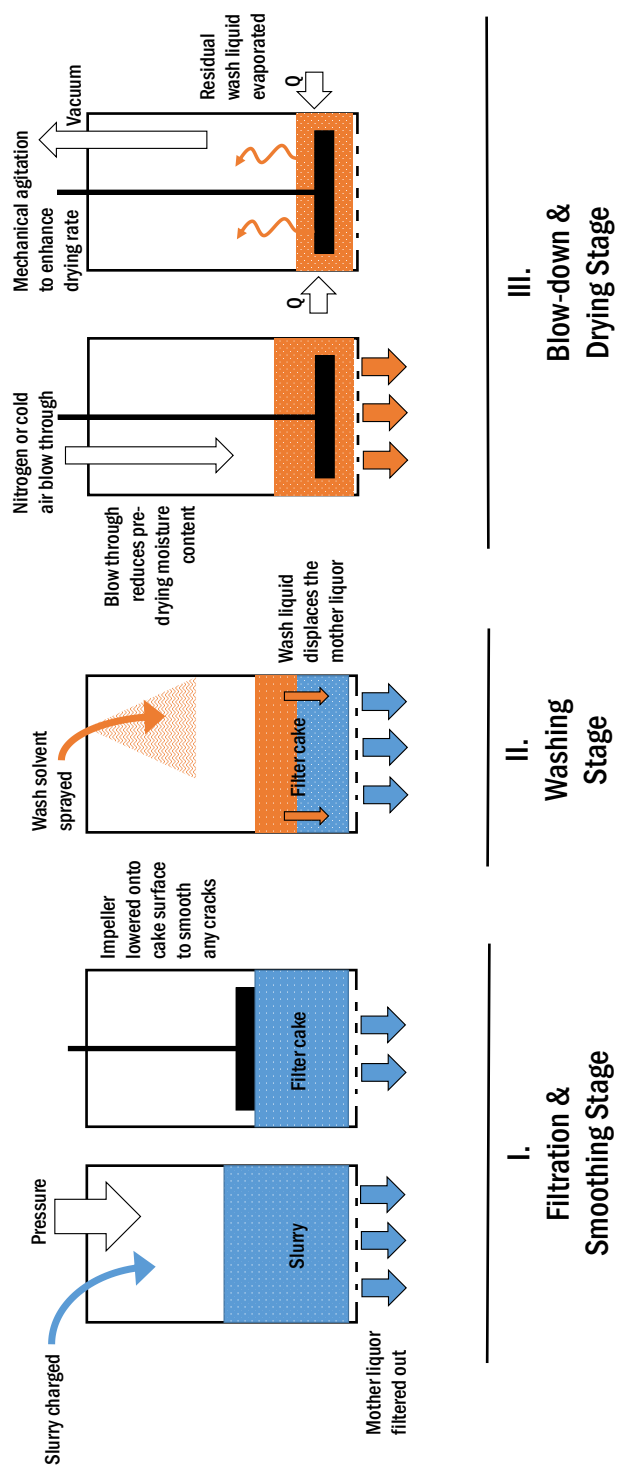 Slurry charged
Pressure
Slurry
Mother liquor
filtered out
Impeller
lowered onto
cake surface
to smooth
any cracks
Filter cake
I.
Filtration &
Smoothing Stage
Wash solvent
sprayed
Filter cake
Wash liquid
displaces the
mother liquor
II.
Washing
Stage
Nitrogen or cold
air blow through
Blow through
reduces pre-
drying moisture
content
Mechanical agitation
to enhance
drying rate
Vacuum
Residual
wash liquid
evaporated
Q
Q
III.
Blow-down &
Drying Stage